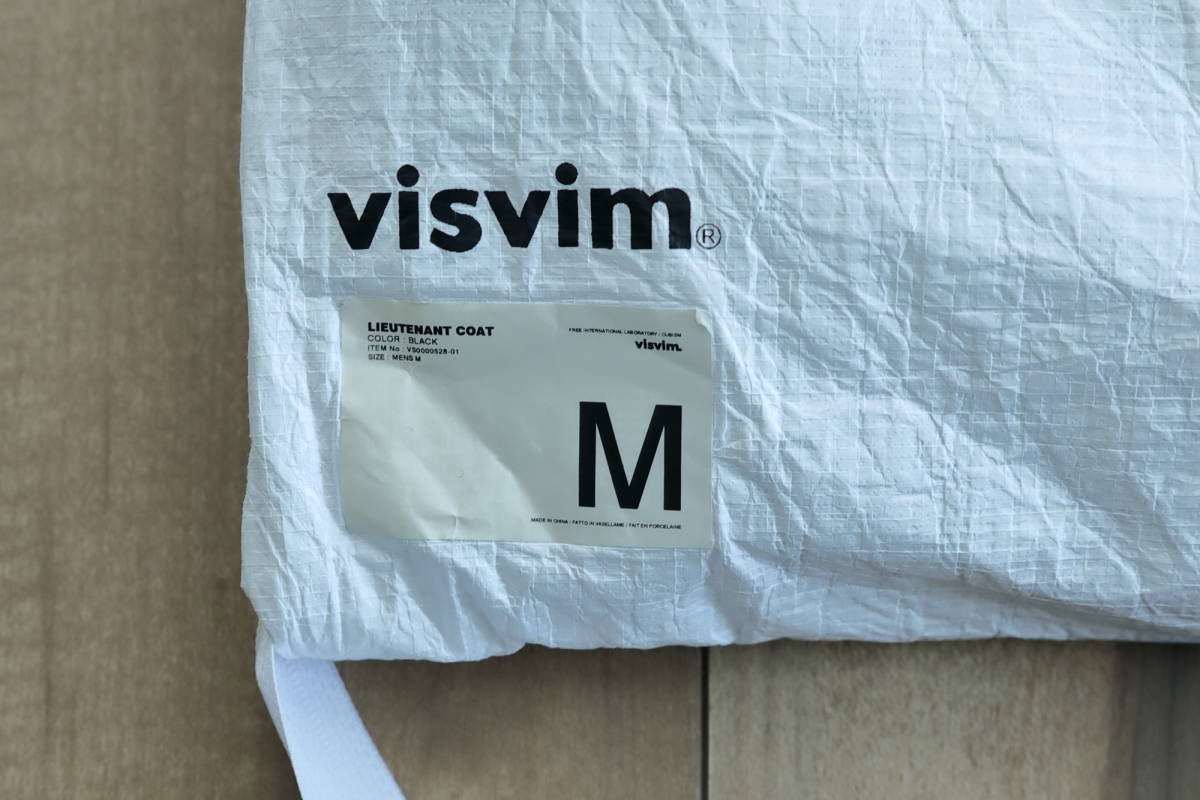 visvim®
LIEUTENANT COAT
COLOR : BLACK
ITEM No : VS0000528-01
SIZE : MENS M
FREE INTERNATIONAL LABORATORY / CUBISM
visvim.
M
MADE IN CHINA / FATTO IN VASELLAME / FAIT EN PORCELAINE